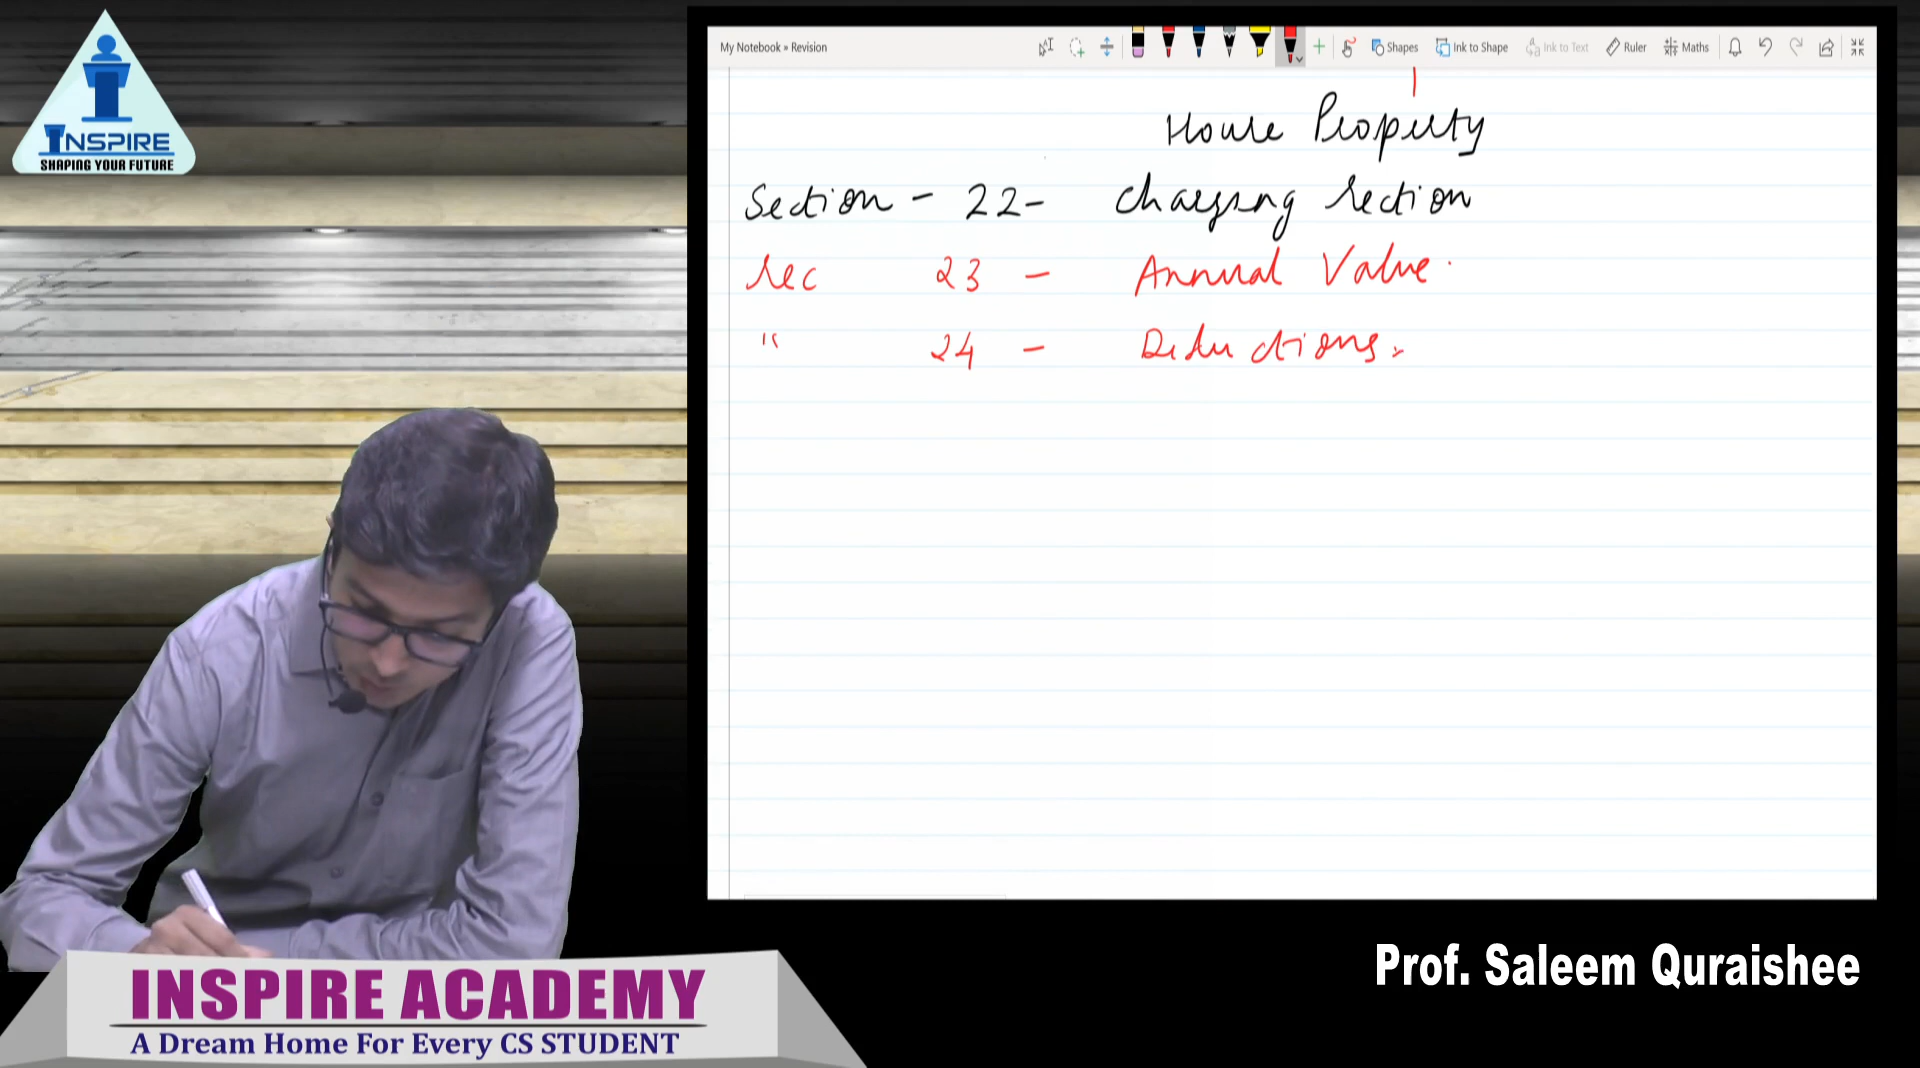 INSPIRE
SHAPING YOUR FUTURE
My Notebook » Revision
Shapes
Ink to Shape
Ink to Text
Ruler
Maths
House Property
Section - 22 - Charging Section
Sec 23 - Annual Value.
" 24 - Deductions.
INSPIRE ACADEMY
A Dream Home For Every CS STUDENT
Prof. Saleem Quraishee